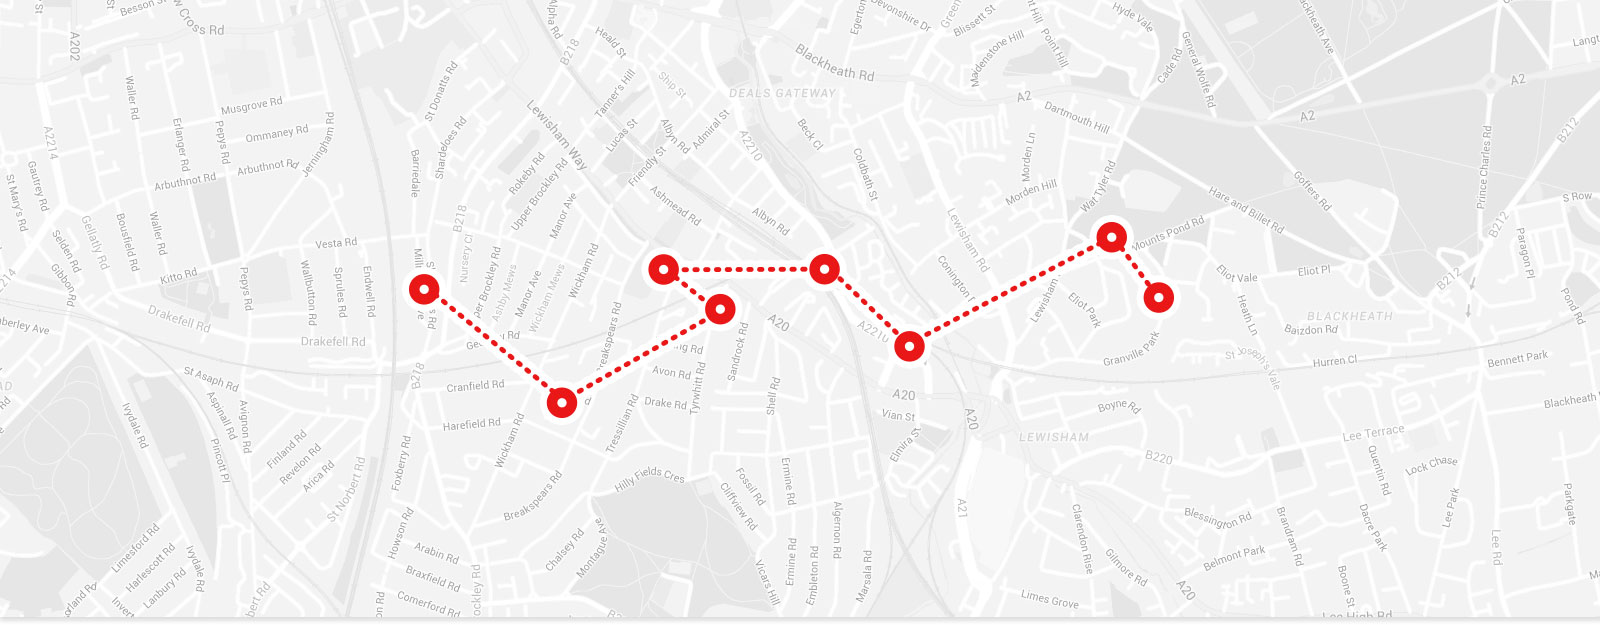 Besson St
Cross Rd
A202
Alpha Rd
B218
Heald St
Egerton
Devonshire Dr
Blissett St
Maidenstone Hill
Point Hill
Hyde Vale
Cade Rd
General Wolfe Rd
Blackheath Rd
Ship St
Tanner's Hill
St Donatts Rd
Waller Rd
Musgrove Rd
DEALS GATEWAY
A2
A2
A2
Dartmouth Hill
Lewisham Way
Lucas St
Albyn Rd
Admiral St
Beck Cl
A2210
Shardeloes Rd
Erlanger Rd
Pepys Rd
Ommaney Rd
Jerningham Rd
A2214
B212
Prince Charles Rd
Morden Ln
Coldbath St
Friendly St
Rokeby Rd
Barriedale
Arbuthnot Rd
Arbuthnot Rd
Gautrey Rd
St Mary's Rd
Upper Brockley Rd
Ashmead Rd
Morden Hill
Wat Tyler Rd
Hare and Billet Rd
Goffers Rd
S Row
Manor Ave
Albyn Rd
Lewisham Rd
Mounts Pond Rd
B212
Paragon Pl
B218
Nursery Cl
Selden Rd
Gellatly Rd
Bousfield Rd
Waller Rd
Vesta Rd
Gibbon Rd
Kitto Rd
Pepys Rd
Wallbutton Rd
Sprules Rd
Endwell Rd
Ashby Mews
Manor Ave
Wickham Mews
Wickham Rd
Eliot Vale
Eliot Pl
B212
Pond Rd
Drakefell Rd
Drakefell Rd
A20
A2210
Eliot Park
Heath Ln
BLACKHEATH
Baizdon Rd
Granville Park
St Joseph's Vale
Hurren Cl
Bennett Park
St Asaph Rd
B218
Cranfield Rd
Avon Rd
Drake Rd
Tyrwhitt Rd
Sandrock Rd
Shell Rd
A20
Vian St
Elmira St
A20
Boyne Rd
LEWISHAM
Lee Terrace
B220
Ivydale Rd
Aspinall Rd
Avignon Rd
Pincott Pl
Finland Rd
Revelon Rd
Arica Rd
St Norbert Rd
Harefield Rd
Wickham Rd
Tressillian Rd
Foxberry Rd
Breakspears Rd
Hilly Fields Cres
Fossil Rd
Cliffview Rd
Ermine Rd
Algernon Rd
A21
Quentin Rd
Lock Chase
Lee Park
Parkgate
Blessington Rd
Brandram Rd
Dacre Park
Lee Rd
Clarendon Rise
Belmont Park
Howson Rd
Limesford Rd
Harlescott Rd
Lanbury Rd
Ivydale Rd
Arabin Rd
Braxfield Rd
Comerford Rd
Chalsey Rd
Montague Ave
Vicars Hill
Ermine Rd
Embleton Rd
Marsala Rd
Gilmore Rd
A20
Limes Grove
Boone St
Lee High Rd